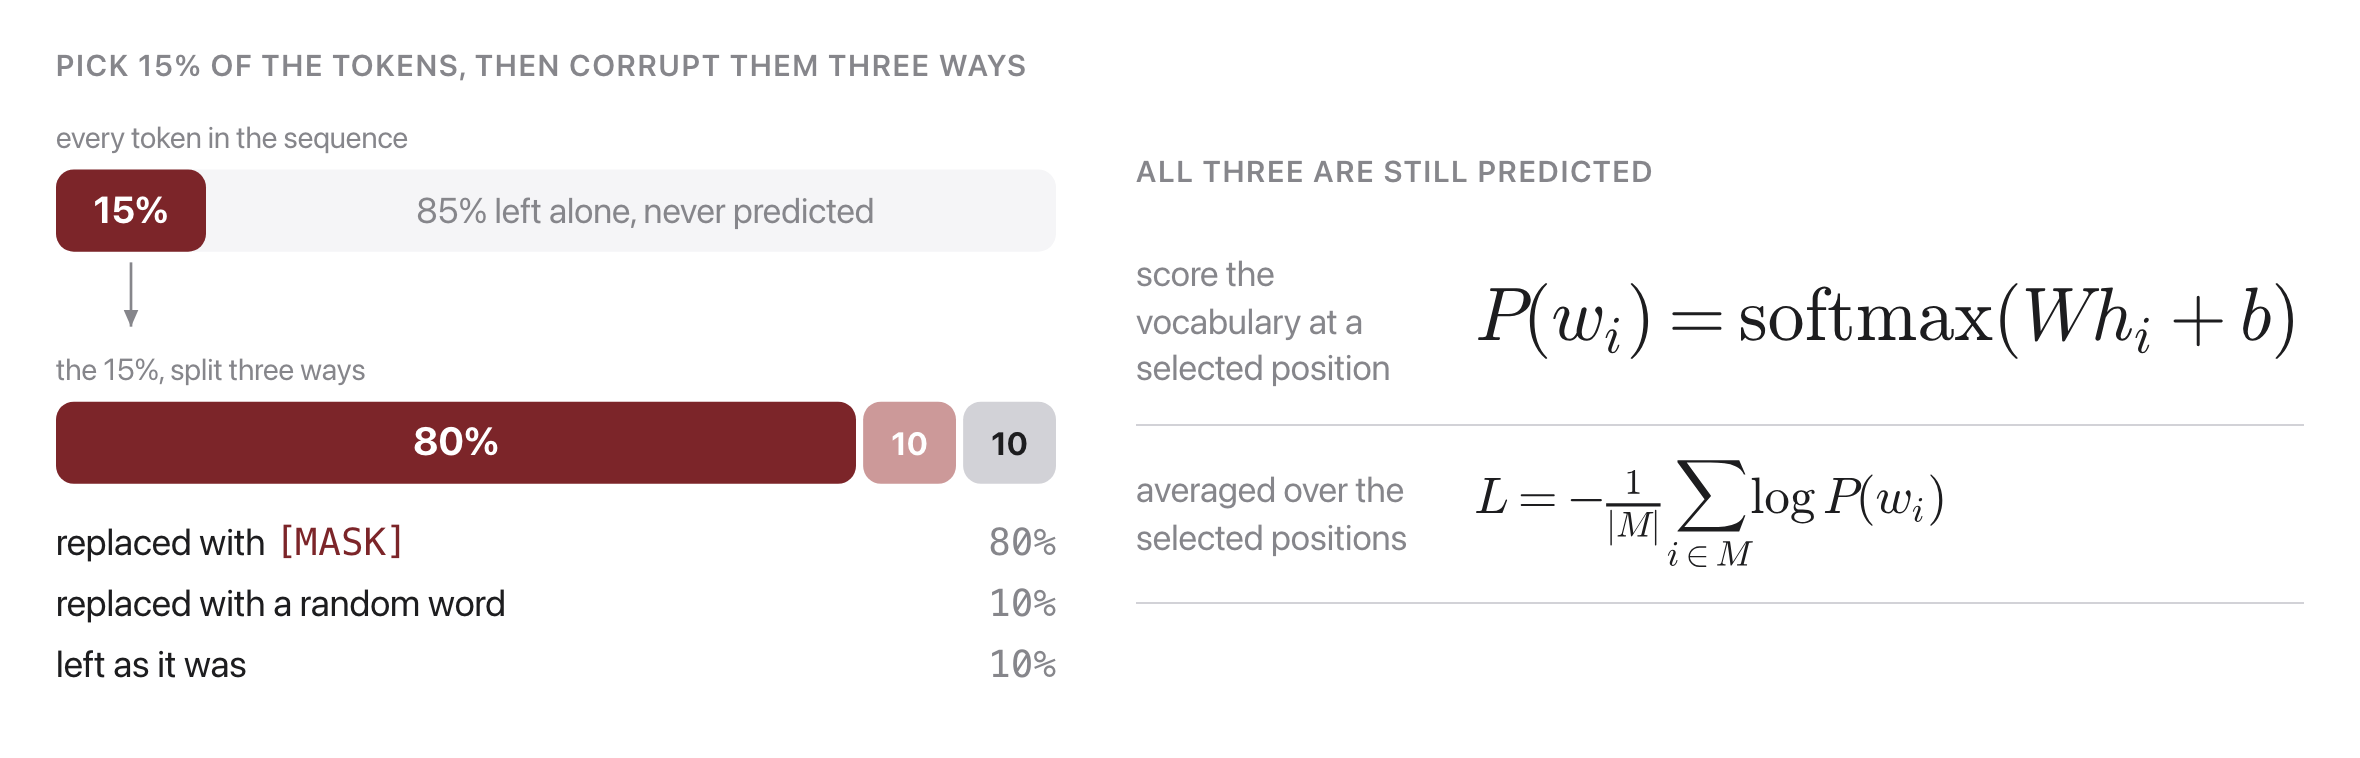 PICK 15% OF THE TOKENS, THEN CORRUPT THEM THREE WAYS
every token in the sequence
15%
85% left alone, never predicted
the 15%, split three ways
80%
10
10
replaced with [MASK] 80%
replaced with a random word 10%
left as it was 10%
ALL THREE ARE STILL PREDICTED
score the
vocabulary at a
selected position
P(w_i) = softmax(Wh_i + b)
averaged over the
selected positions
L = −\frac{1}{|M|} \sum_{i ∈ M} log P(w_i)